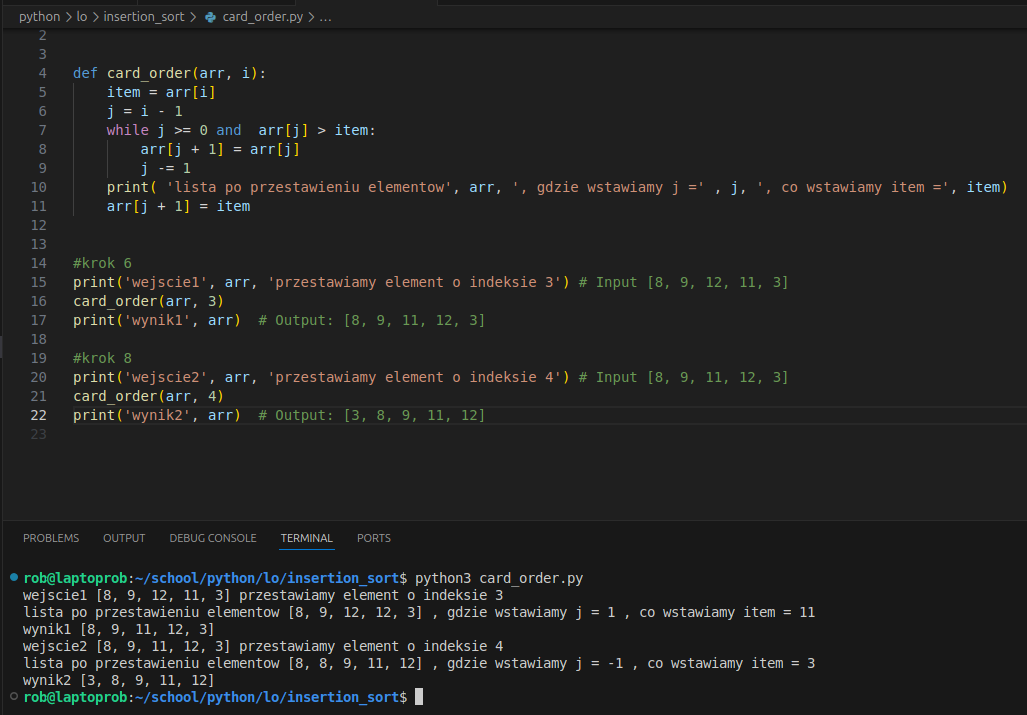 python > lo > insertion_sort > card_order.py > ...
2
3
4 def card_order(arr, i):
5     item = arr[i]
6     j = i - 1
7     while j >= 0 and  arr[j] > item:
8         arr[j + 1] = arr[j]
9         j -= 1
10     print( 'lista po przestawieniu elementow', arr, ', gdzie wstawiamy j =' , j, ', co wstawiamy item =', item)
11     arr[j + 1] = item
12
13
14 #krok 6
15 print('wejscie1', arr, 'przestawiamy element o indeksie 3') # Input [8, 9, 12, 11, 3]
16 card_order(arr, 3)
17 print('wynik1', arr)  # Output: [8, 9, 11, 12, 3]
18
19 #krok 8
20 print('wejscie2', arr, 'przestawiamy element o indeksie 4') # Input [8, 9, 11, 12, 3]
21 card_order(arr, 4)
22 print('wynik2', arr)  # Output: [3, 8, 9, 11, 12]
23
PROBLEMS OUTPUT DEBUG CONSOLE TERMINAL PORTS
rob@laptoprob:~/school/python/lo/insertion_sort$ python3 card_order.py
wejscie1 [8, 9, 12, 11, 3] przestawiamy element o indeksie 3
lista po przestawieniu elementow [8, 9, 12, 12, 3] , gdzie wstawiamy j = 1 , co wstawiamy item = 11
wynik1 [8, 9, 11, 12, 3]
wejscie2 [8, 9, 11, 12, 3] przestawiamy element o indeksie 4
lista po przestawieniu elementow [8, 8, 9, 11, 12] , gdzie wstawiamy j = -1 , co wstawiamy item = 3
wynik2 [3, 8, 9, 11, 12]
rob@laptoprob:~/school/python/lo/insertion_sort$